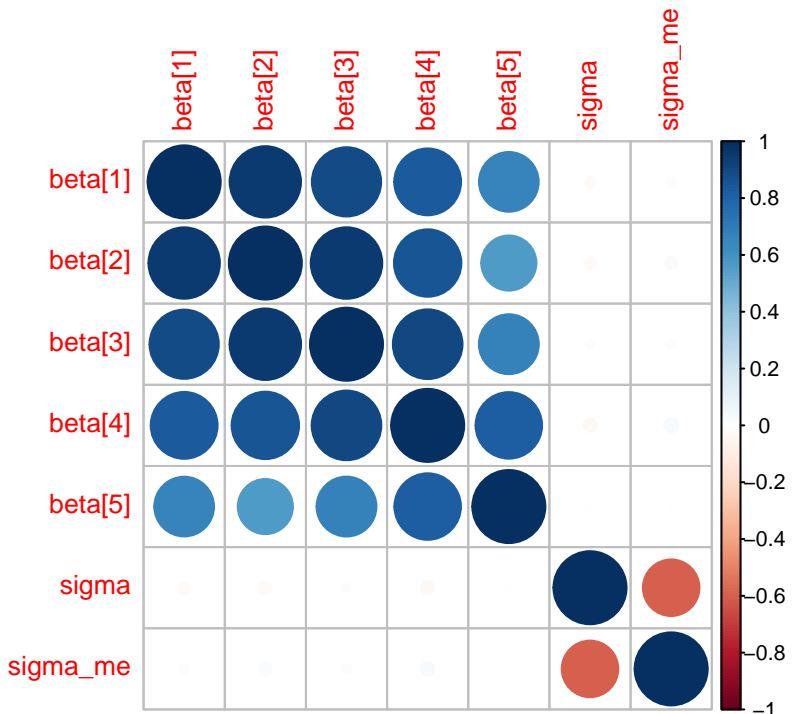 beta[1]
beta[2]
beta[3]
beta[4]
beta[5]
sigma
sigma_me
beta[1]
beta[2]
beta[3]
beta[4]
beta[5]
sigma
sigma_me
1
0.8
0.6
0.4
0.2
0
−0.2
−0.4
−0.6
−0.8
−1